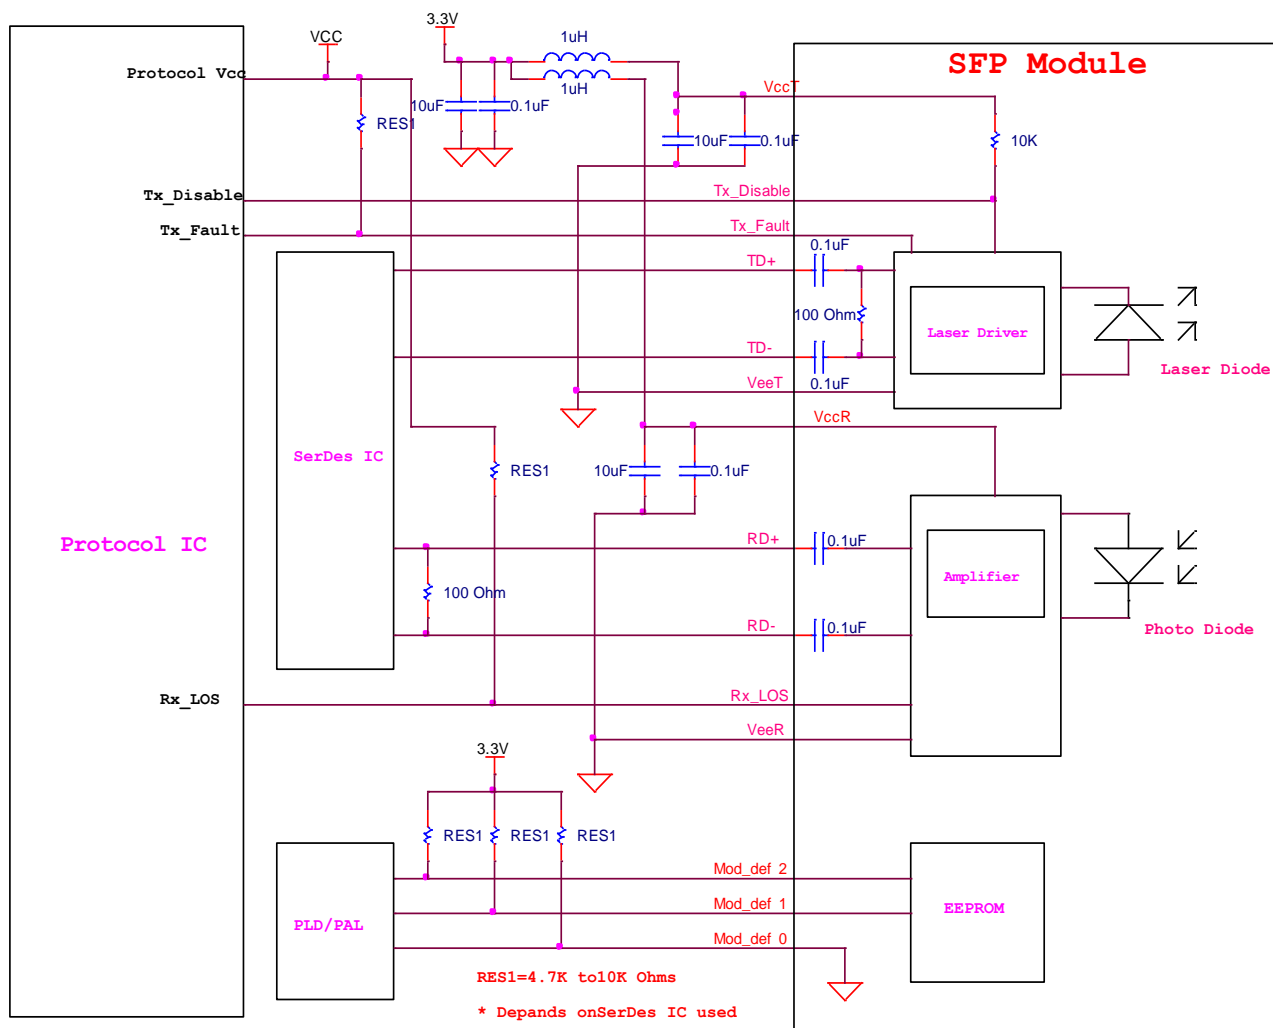 3.3V
VCC
1uH
SFP Module
Protocol Vcc
1uH
VccT
10uF
0.1uF
RES1
10uF
0.1uF
10K
Tx_Disable
Tx_Disable
Tx_Fault
Tx_Fault
0.1uF
TD+
100 Ohm
Laser Driver
TD-
Laser Diode
VeeT
0.1uF
VccR
SerDes IC
RES1
10uF
0.1uF
Protocol IC
RD+
0.1uF
Amplifier
100 Ohm
RD-
0.1uF
Photo Diode
Rx_LOS
Rx_LOS
VeeR
3.3V
RES1
RES1
RES1
Mod_def 2
Mod_def 1
EEPROM
PLD/PAL
Mod_def 0
RES1=4.7K to10K Ohms
* Depands onSerDes IC used